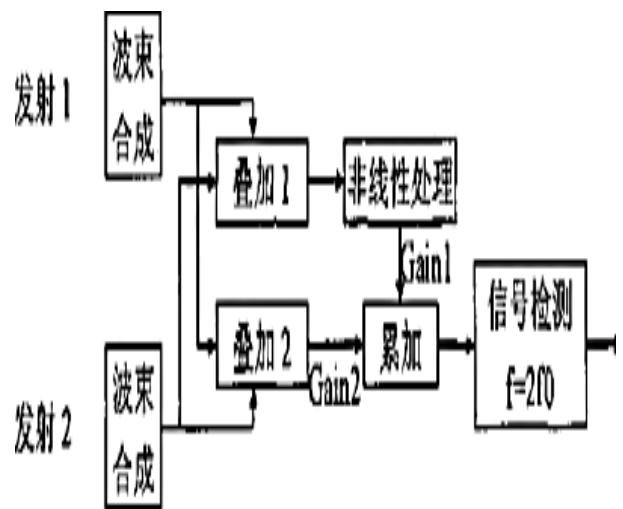 发射 1
波束
合成
叠加 1
非线性处理
Gain1
叠加 2
Gain2
累加
信号检测
f=2f0
发射 2
波束
合成